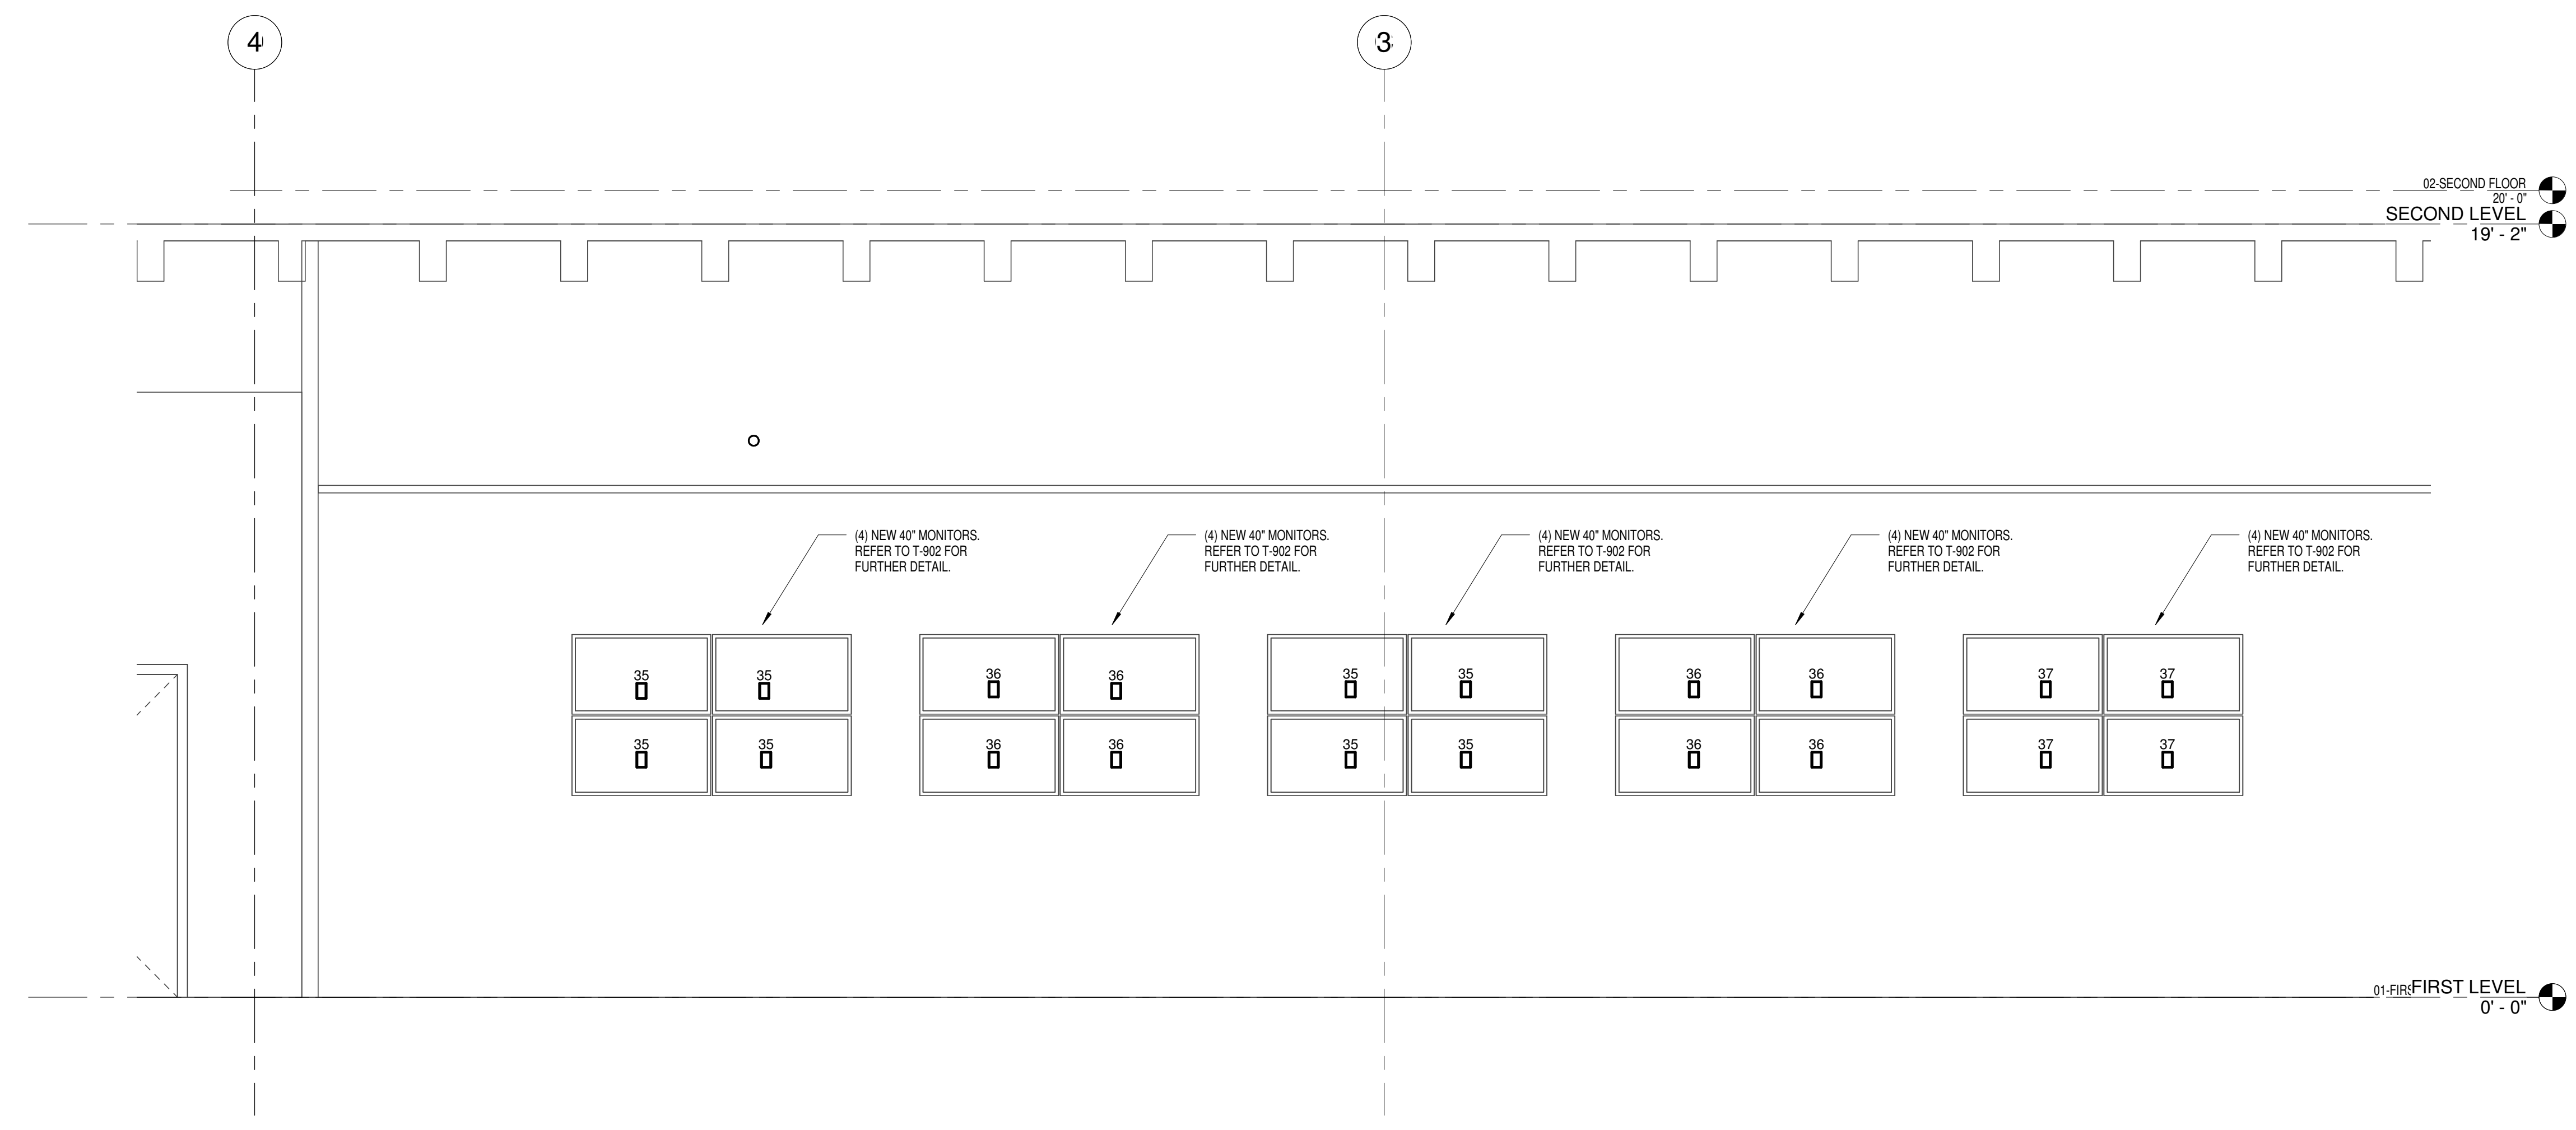 4
3
02-SECOND FLOOR
20' - 0"
SECOND LEVEL
19' - 2"
(4) NEW 40" MONITORS.
REFER TO T-902 FOR
FURTHER DETAIL.
(4) NEW 40" MONITORS.
REFER TO T-902 FOR
FURTHER DETAIL.
(4) NEW 40" MONITORS.
REFER TO T-902 FOR
FURTHER DETAIL.
(4) NEW 40" MONITORS.
REFER TO T-902 FOR
FURTHER DETAIL.
(4) NEW 40" MONITORS.
REFER TO T-902 FOR
FURTHER DETAIL.
35 35 36 36 35 35 36 36 37 37
35 35 36 36 35 35 36 36 37 37
FIRST LEVEL
0' - 0"